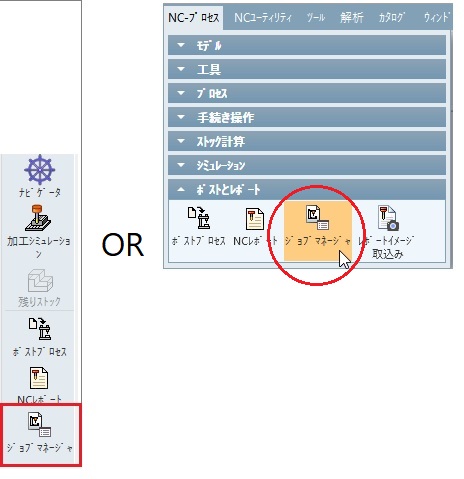 ナビゲータ
加工シミュレーショ
ン
残りストック
ポストプロセス
NCレポート
ジョブマネージャ
OR
NC-プロセス NCユーティリティ ツール 解析 カタログ ウィンド
モデル
工具
プロセス
手続き操作
ストック計算
シミュレーション
ポストとレポート
ポストプロセス NCレポート ジョブマネージャ レポートイメージ
取込み